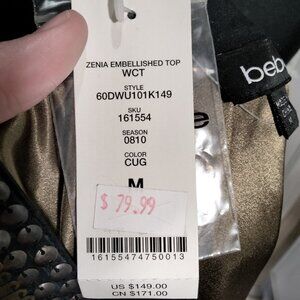 ZENIA EMBELLISHED TOP
WCT
STYLE
60DWU101K149
SKU
161554
SEASON
0810
COLOR
CUG
M
$ 79.99
16155474750013
US $149.00
CN $171.00
beb